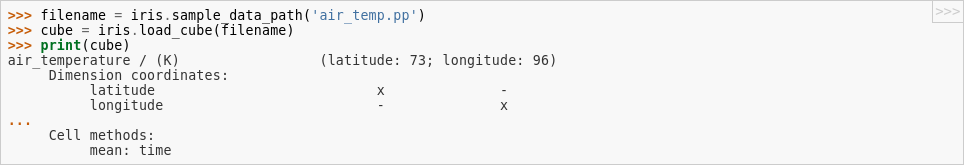 >>> filename = iris.sample_data_path('air_temp.pp')
>>>
>>> cube = iris.load_cube(filename)
>>> print(cube)
air_temperature / (K)                 (latitude: 73; longitude: 96)
     Dimension coordinates:
          latitude                           x              -
          longitude                          -              x
...
     Cell methods:
          mean: time